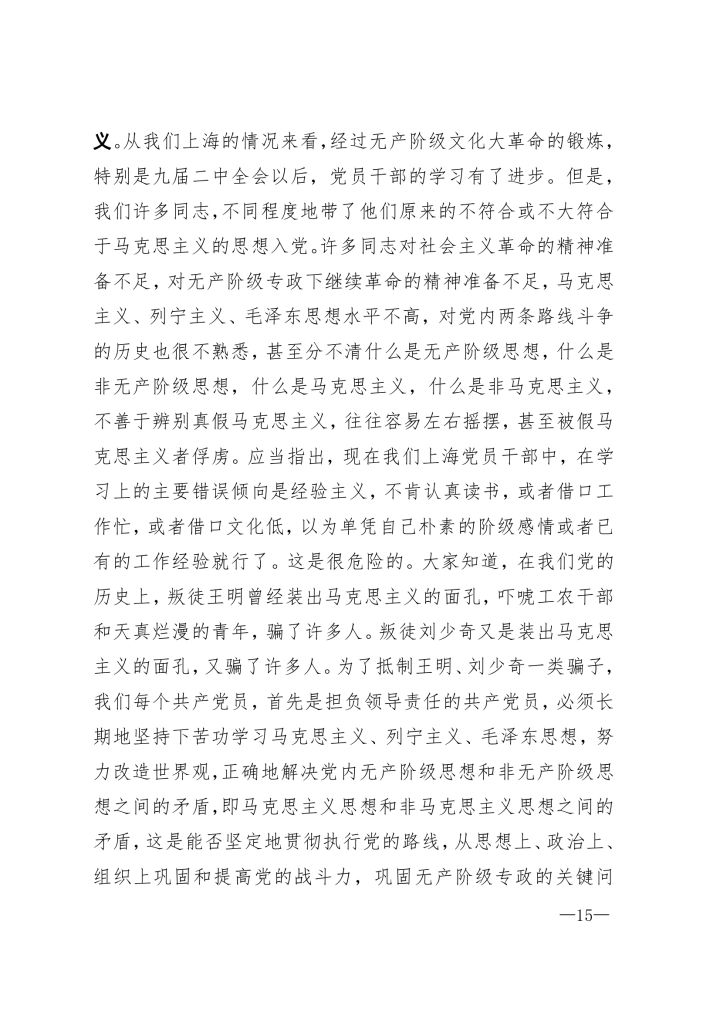 义。从我们上海的情况来看,经过无产阶级文化大革命的锻炼,
特别是九届二中全会以后，党员干部的学习有了进步。但是，
我们许多同志,不同程度地带了他们原来的不符合或不大符合
于马克思主义的思想入党。许多同志对社会主义革命的精神准
备不足，对无产阶级专政下继续革命的精神准备不足，马克思
主义、列宁主义、毛泽东思想水平不高，对党内两条路线斗争
的历史也很不熟悉，甚至分不清什么是无产阶级思想，什么是
非无产阶级思想，什么是马克思主义，什么是非马克思主义，
不善于辨别真假马克思主义，往往容易左右摇摆，甚至被假马
克思主义者俘虏。应当指出，现在我们上海党员干部中，在学
习上的主要错误倾向是经验主义，不肯认真读书，或者借口工
作忙，或者借口文化低，以为单凭自己朴素的阶级感情或者已
有的工作经验就行了。这是很危险的。大家知道，在我们党的
历史上，叛徒王明曾经装出马克思主义的面孔，吓唬工农干部
和天真烂漫的青年，骗了许多人。叛徒刘少奇又是装出马克思
主义的面孔,又骗了许多人。为了抵制王明、刘少奇一类骗子，
我们每个共产党员，首先是担负领导责任的共产党员，必须长
期地坚持下苦功学习马克思主义、列宁主义、毛泽东思想，努
力改造世界观,正确地解决党内无产阶级思想和非无产阶级思
想之间的矛盾,即马克思主义思想和非马克思主义思想之间的
矛盾，这是能否坚定地贯彻执行党的路线，从思想上、政治上、
组织上巩固和提高党的战斗力，巩固无产阶级专政的关键问
—15—